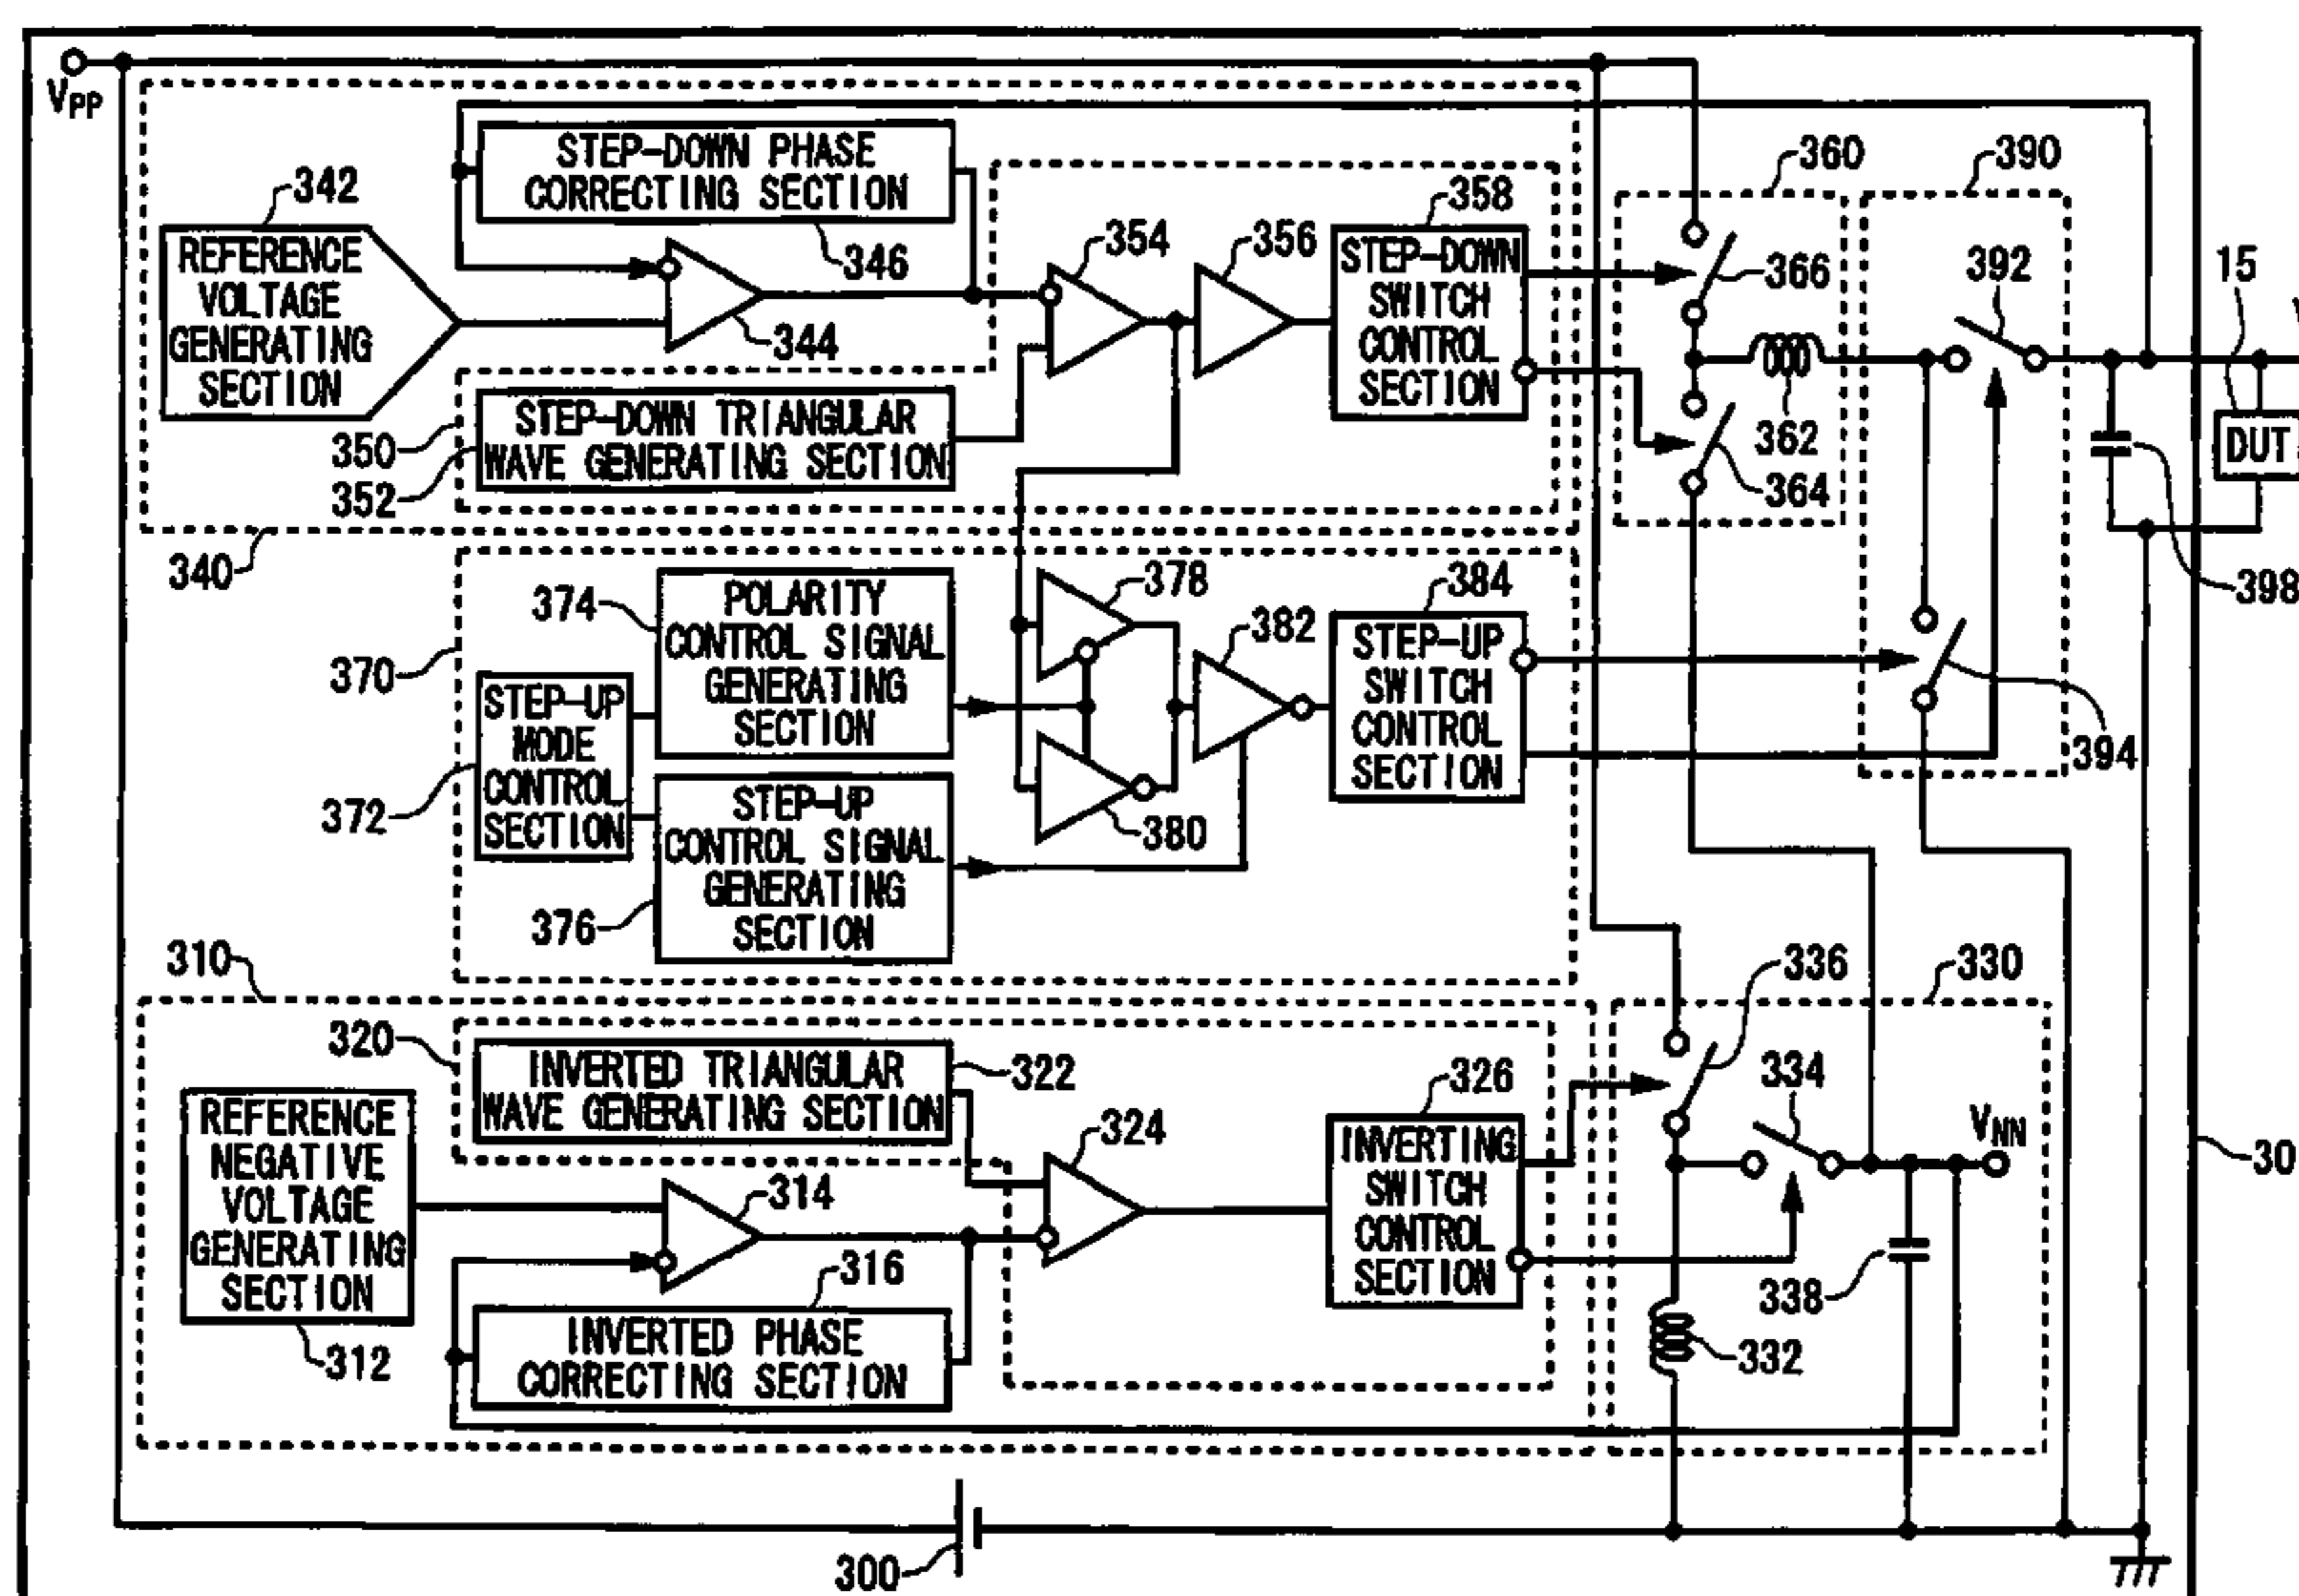 VPP
STEP-DOWN PHASE
CORRECTING SECTION
346
342
REFERENCE
VOLTAGE
GENERATING
SECTION
344
354
356
358
STEP-DOWN
SWITCH
CONTROL
SECTION
350
352
STEP-DOWN TRIANGULAR
WAVE GENERATING SECTION
340
360
366
362
364
390
392
15
DUT
398
374
POLARITY
CONTROL SIGNAL
GENERATING
SECTION
378
382
384
STEP-UP
SWITCH
CONTROL
SECTION
394
370
STEP-UP
MODE
CONTROL
SECTION
372
380
376
STEP-UP
CONTROL SIGNAL
GENERATING
SECTION
310
320
INVERTED TRIANGULAR
WAVE GENERATING SECTION
322
324
326
INVERTING
SWITCH
CONTROL
SECTION
336
330
334
VNN
30
REFERENCE
NEGATIVE
VOLTAGE
GENERATING
SECTION
312
314
316
INVERTED PHASE
CORRECTING SECTION
338
332
300